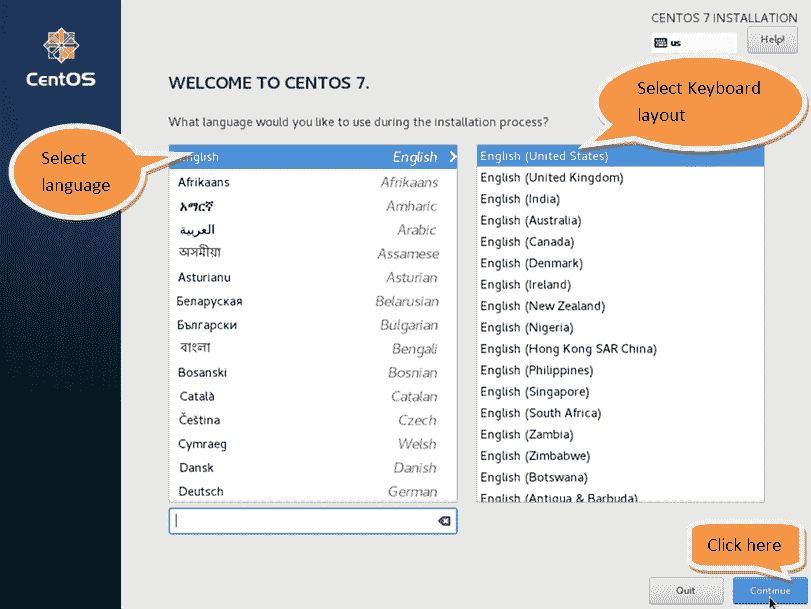 CENTOS 7 INSTALLATION
us
Help!
CentOS
WELCOME TO CENTOS 7.
Select Keyboard
layout
What language would you like to use during the installation process?
Select
language
English English
Afrikaans Afrikaans
አማርኛ Amharic
العربية Arabic
অসমীয়া Assamese
Asturianu Asturian
Беларуская Belarusian
Български Bulgarian
বাংলা Bengali
Bosanski Bosnian
Català Catalan
Čeština Czech
Cymraeg Welsh
Dansk Danish
Deutsch German
English (United States)
English (United Kingdom)
English (India)
English (Australia)
English (Canada)
English (Denmark)
English (Ireland)
English (New Zealand)
English (Nigeria)
English (Hong Kong SAR China)
English (Philippines)
English (Singapore)
English (South Africa)
English (Zambia)
English (Zimbabwe)
English (Botswana)
English (Antigua & Barbuda)
Click here
Quit
Continue